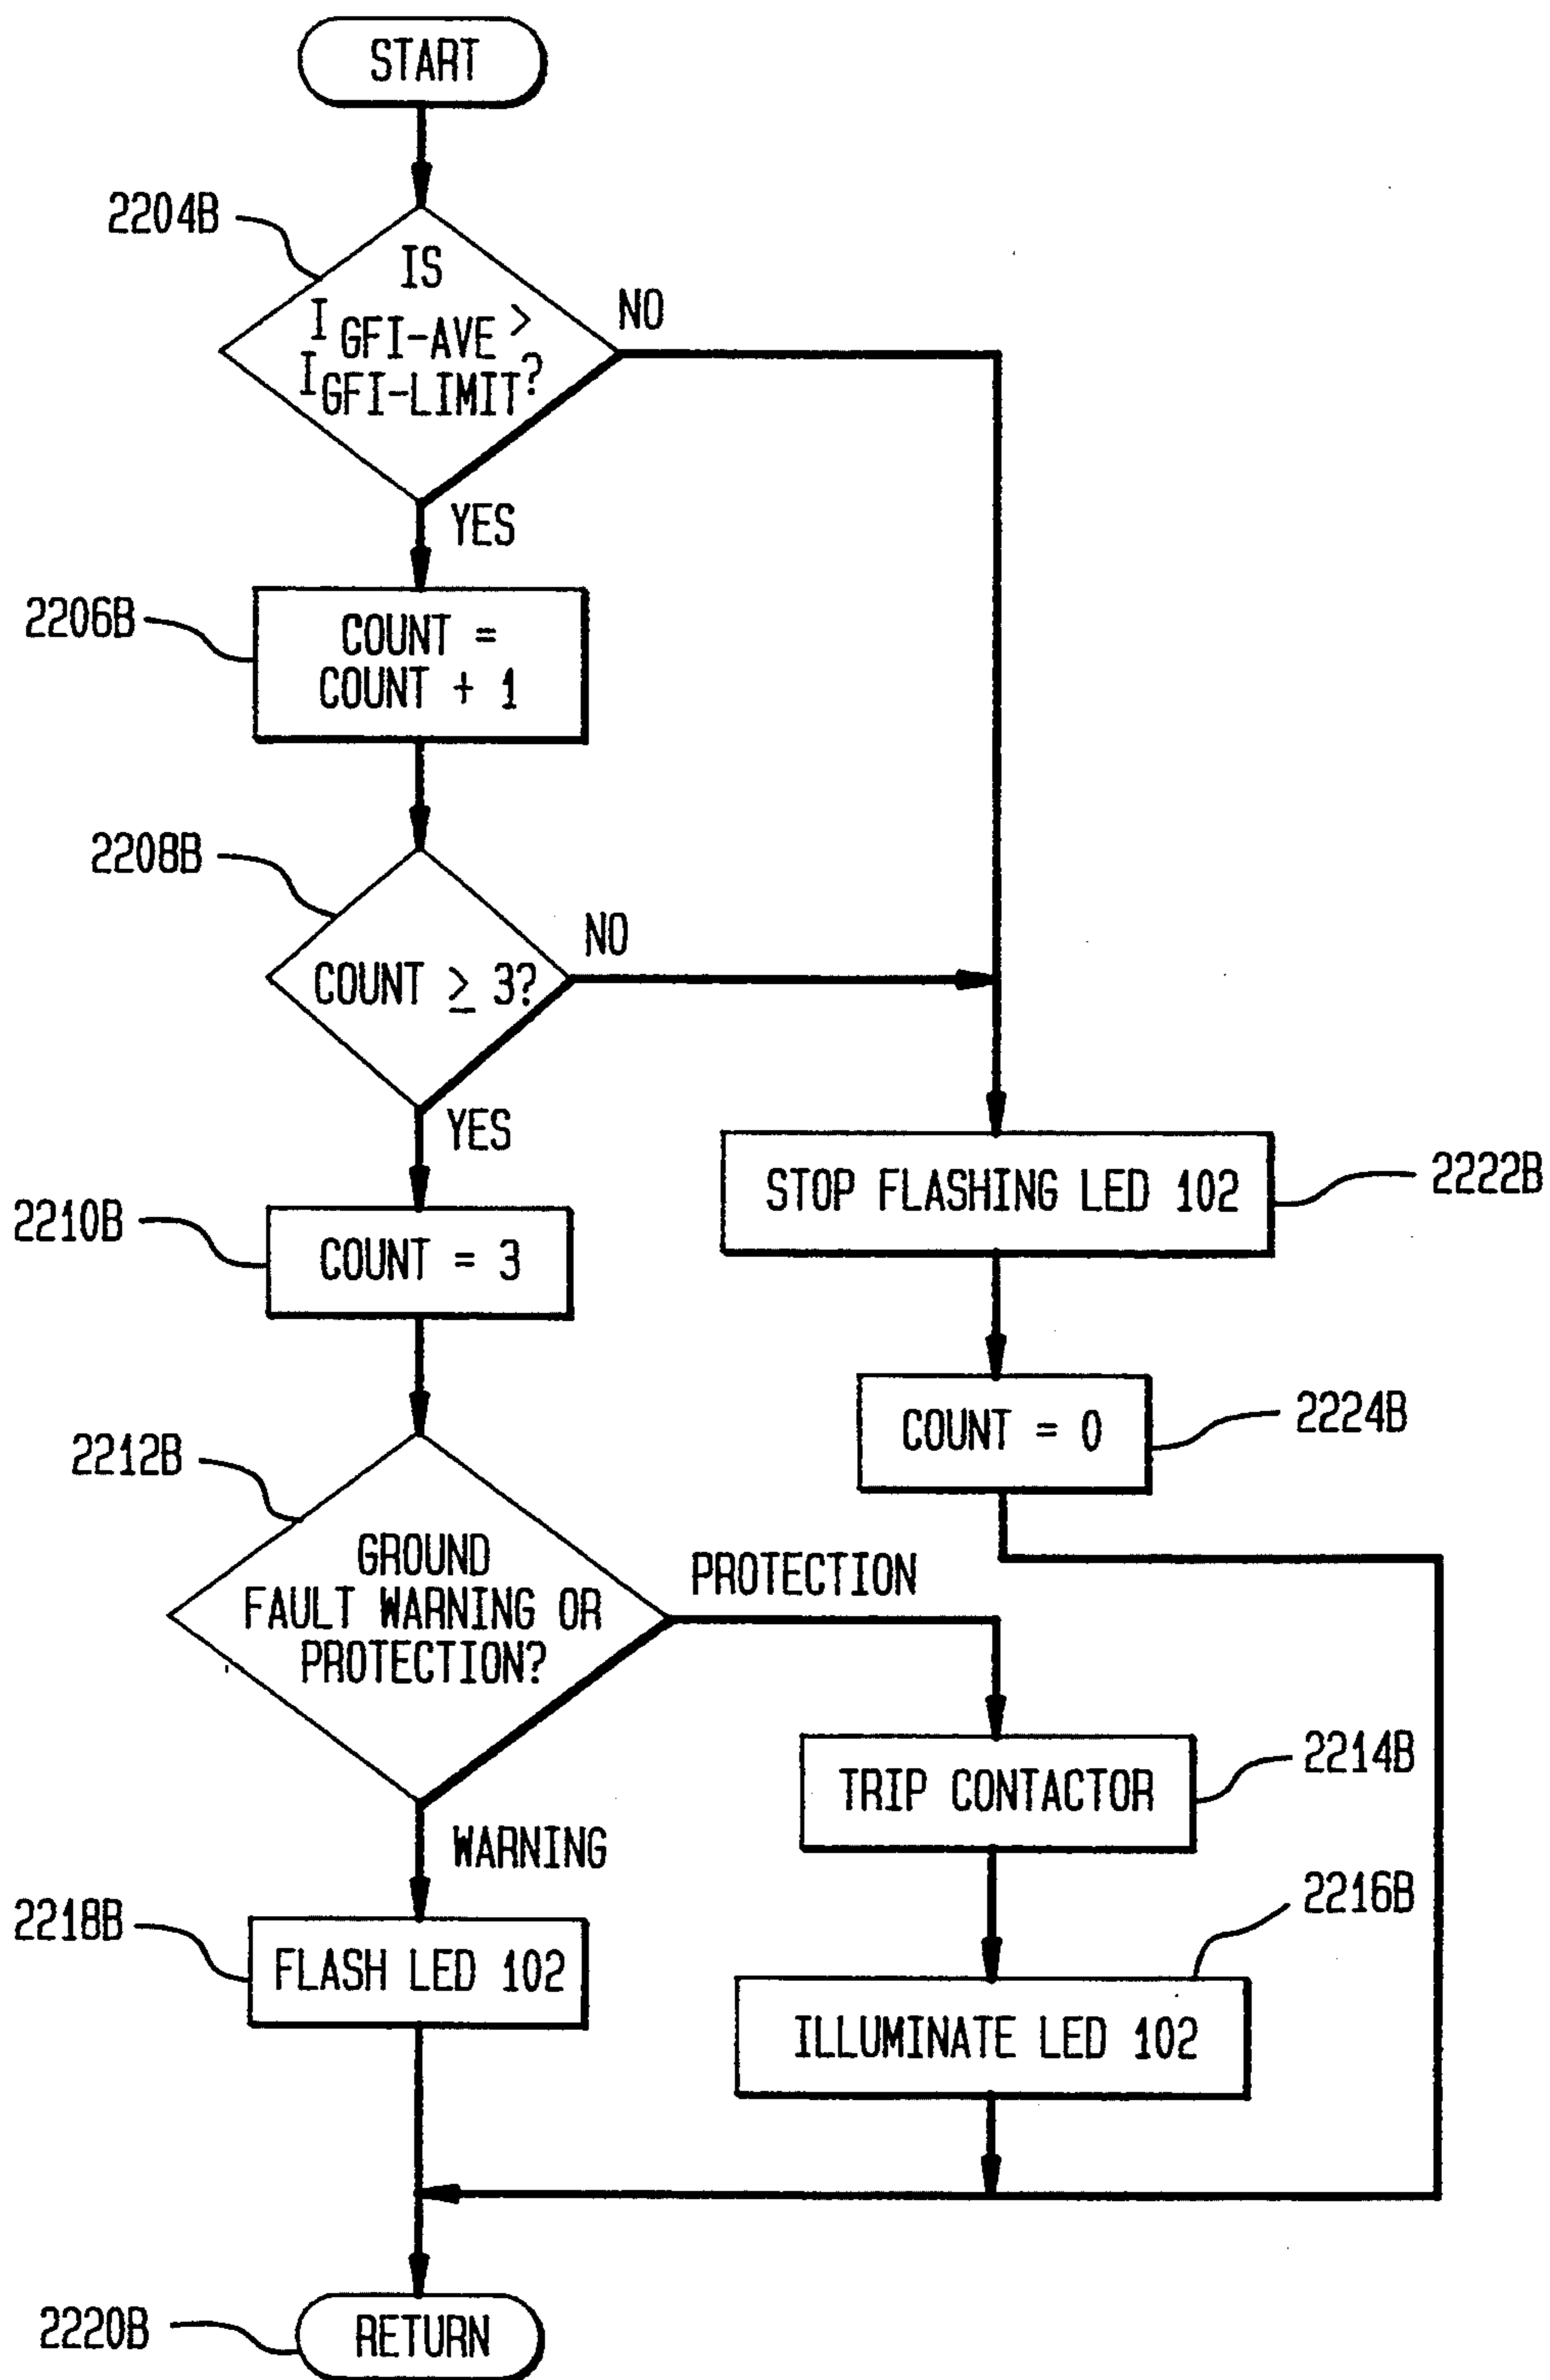 START
2204B
IS
I GFI-AVE >
I GFI-LIMIT?
NO
YES
2206B
COUNT =
COUNT + 1
2208B
COUNT ≥ 3?
NO
YES
2210B
COUNT = 3
STOP FLASHING LED 102
2222B
COUNT = 0
2224B
2212B
GROUND
FAULT WARNING OR
PROTECTION?
PROTECTION
WARNING
TRIP CONTACTOR
2214B
2216B
ILLUMINATE LED 102
2218B
FLASH LED 102
2220B
RETURN